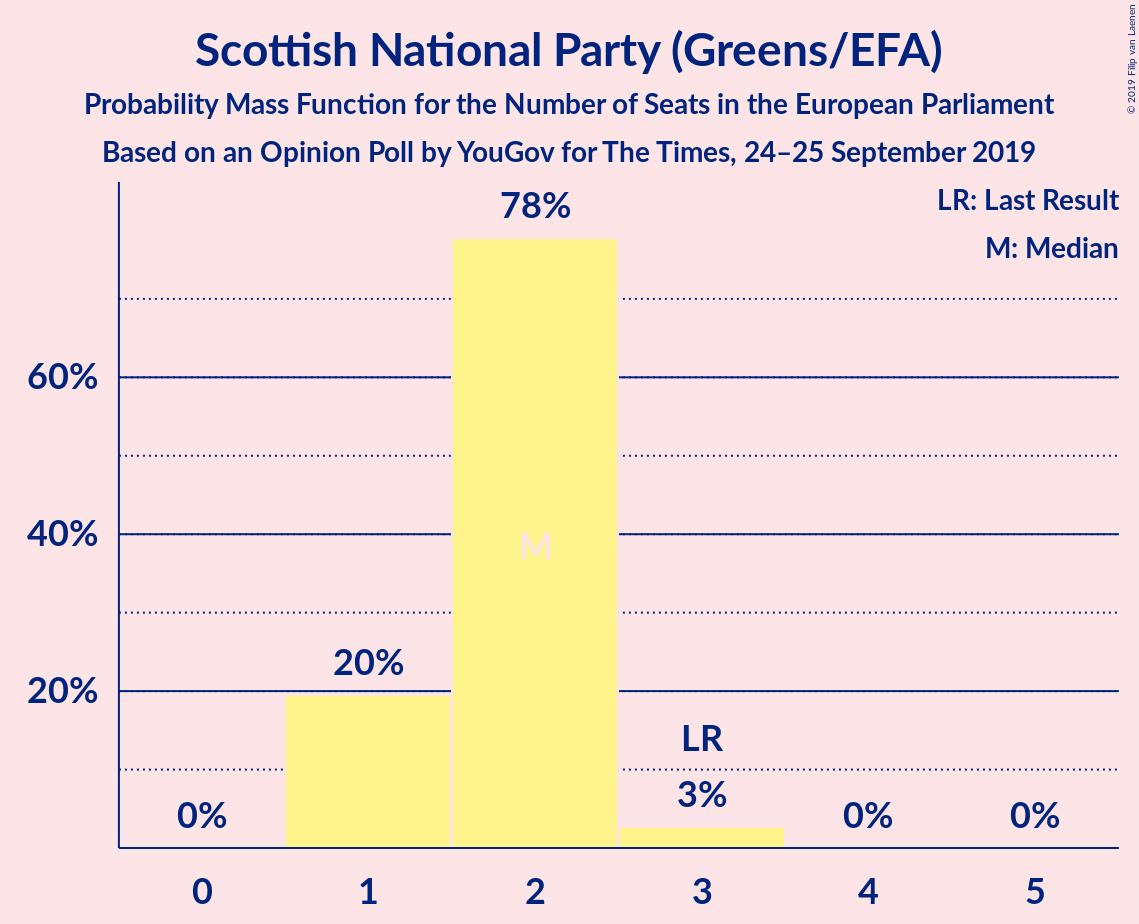 Scottish National Party (Greens/EFA)
Probability Mass Function for the Number of Seats in the European Parliament
Based on an Opinion Poll by YouGov for The Times, 24–25 September 2019
© 2019 Filip van Laenen
LR: Last Result
M: Median
78%
60%
40%
M
20%
20%
LR
3%
0%
0%
0%
0 1 2 3 4 5